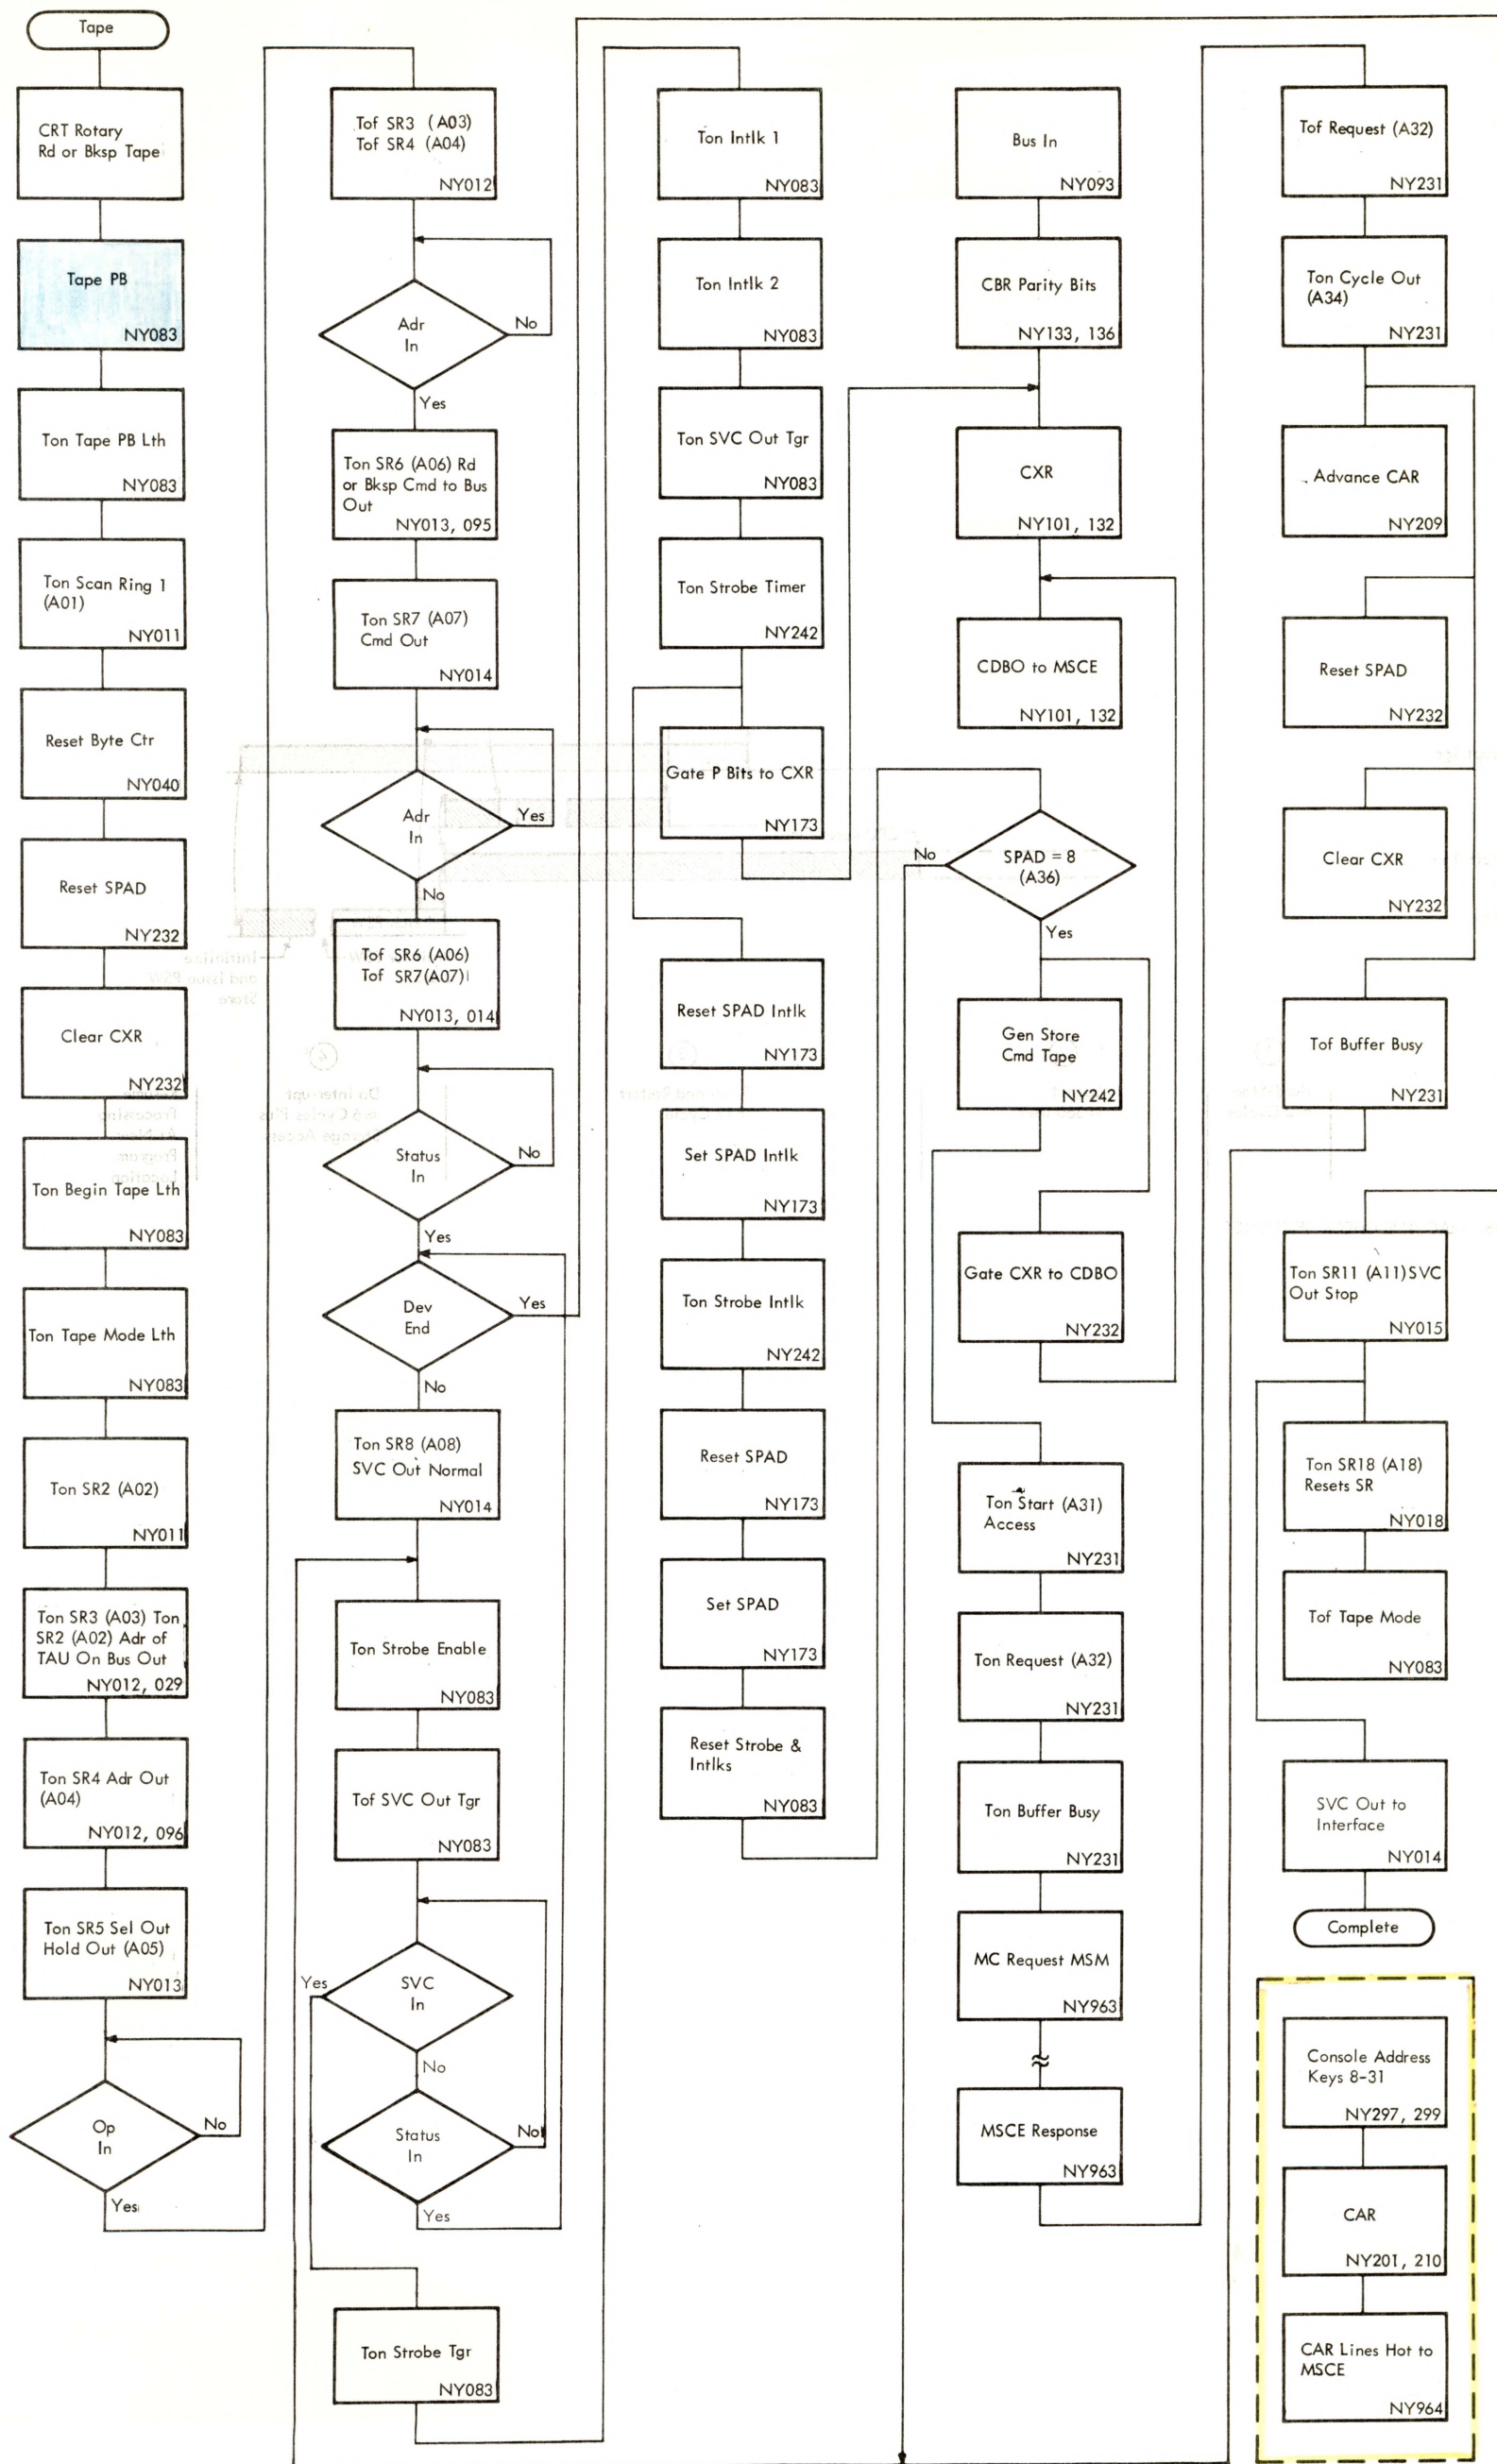 Tape
CRT Rotary
Rd or Bksp Tape
Tape PB
NY083
Ton Tape PB Lth
NY083
Ton Scan Ring 1
(A01)
NY011
Reset Byte Ctr
NY040
Reset SPAD
NY232
Clear CXR
NY232
Ton Begin Tape Lth
NY083
Ton Tape Mode Lth
NY083
Ton SR2 (A02)
NY011
Ton SR3 (A03) Ton
SR2 (A02) Adr of
TAU On Bus Out
NY012, 029
Ton SR4 Adr Out
(A04)
NY012, 096
Ton SR5 Sel Out
Hold Out (A05)
NY013
Op
In
No
Yes
Tof SR3 (A03)
Tof SR4 (A04)
NY012
Adr
In
No
Yes
Ton SR6 (A06) Rd
or Bksp Cmd to Bus
Out
NY013, 095
Ton SR7 (A07)
Cmd Out
NY014
Adr
In
Yes
No
Tof SR6 (A06)
Tof SR7(A07)
NY013, 014
Status
In
No
Yes
Dev
End
Yes
No
Ton SR8 (A08)
SVC Out Normal
NY014
Ton Strobe Enable
NY083
Tof SVC Out Tgr
NY083
Yes
SVC
In
No
Status
In
No
Yes
Ton Strobe Tgr
NY083
Ton Intlk 1
NY083
Ton Intlk 2
NY083
Ton SVC Out Tgr
NY083
Ton Strobe Timer
NY242
Gate P Bits to CXR
NY173
Reset SPAD Intlk
NY173
Set SPAD Intlk
NY173
Ton Strobe Intlk
NY242
Reset SPAD
NY173
Set SPAD
NY173
Reset Strobe &
Intlks
NY083
Bus In
NY093
CBR Parity Bits
NY133, 136
CXR
NY101, 132
CDBO to MSCE
NY101, 132
No
SPAD = 8
(A36)
Yes
Gen Store
Cmd Tape
NY242
Gate CXR to CDBO
NY232
Ton Start (A31)
Access
NY231
Ton Request (A32)
NY231
Ton Buffer Busy
NY231
MC Request MSM
NY963
MSCE Response
NY963
Tof Request (A32)
NY231
Ton Cycle Out
(A34)
NY231
Advance CAR
NY209
Reset SPAD
NY232
Clear CXR
NY232
Tof Buffer Busy
NY231
Ton SR11 (A11)SVC
Out Stop
NY015
Ton SR18 (A18)
Resets SR
NY018
Tof Tape Mode
NY083
SVC Out to
Interface
NY014
Complete
Console Address
Keys 8-31
NY297, 299
CAR
NY201, 210
CAR Lines Hot to
MSCE
NY964